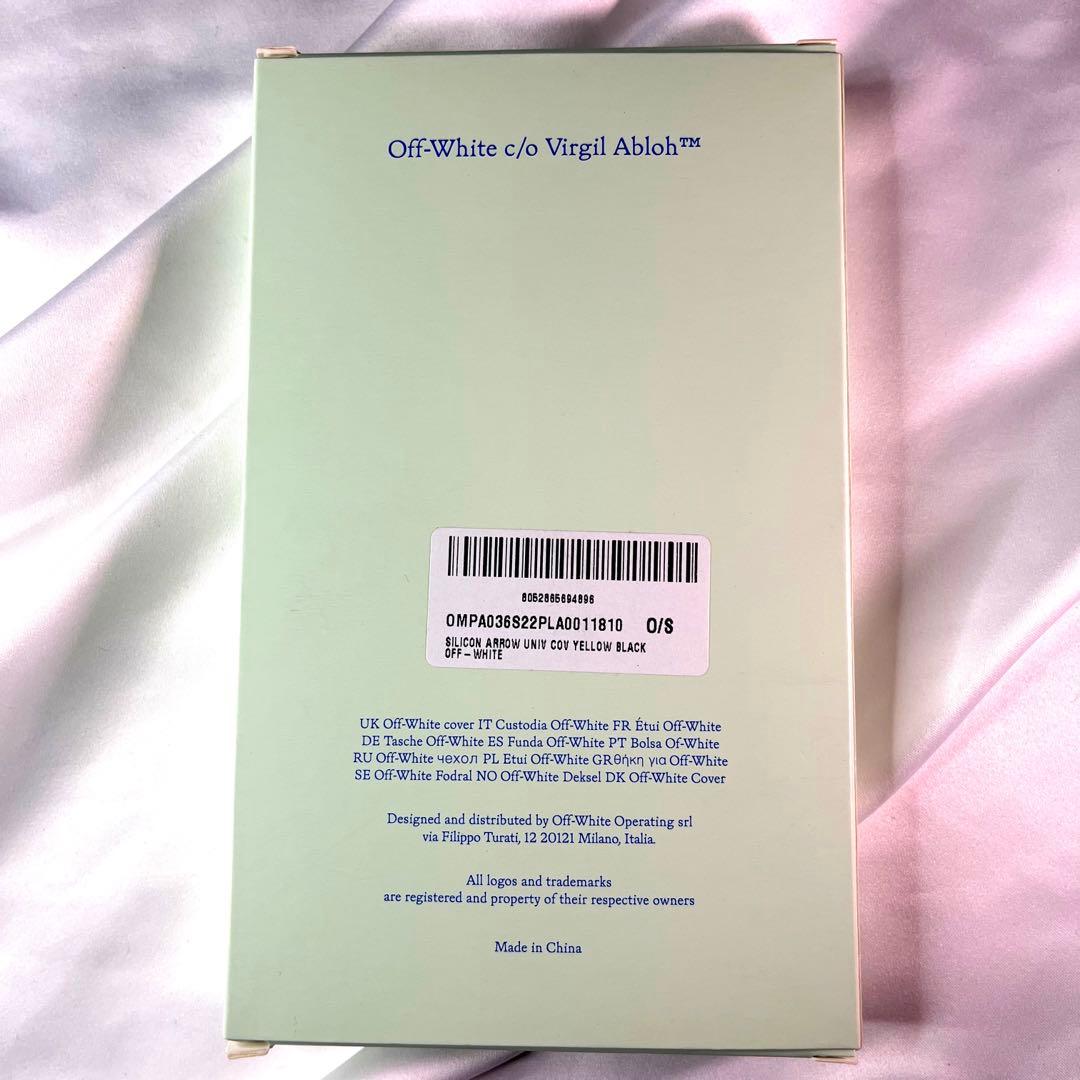 Off-White c/o Virgil Abloh™
8052865694896
OMPA036S22PLA0011810 O/S
SILICON ARROW UNIV COV YELLOW BLACK
OFF-WHITE
UK Off-White cover IT Custodia Off-White FR Étui Off-White
DE Tasche Off-White ES Funda Off-White PT Bolsa Of-White
RU Off-White чехол PL Etui Off-White GRθήκη για Off-White
SE Off-White Fodral NO Off-White Deksel DK Off-White Cover
Designed and distributed by Off-White Operating srl
via Filippo Turati, 12 20121 Milano, Italia.
All logos and trademarks
are registered and property of their respective owners
Made in China